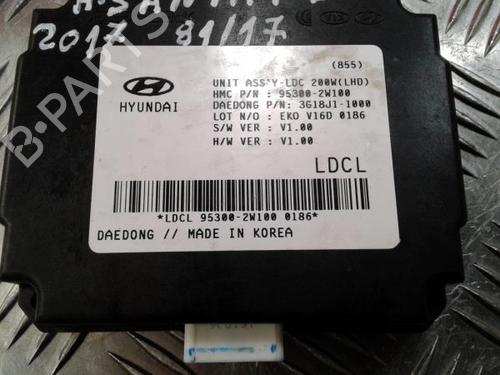 2017 81/17
(855)
HYUNDAI
UNIT ASS'Y-LDC 200W(LHD)
HMC P/N : 95300-2W100
DAEDONG P/N: 3G18J1-1000
LOT N/O : EKO V16D 0186
S/W VER : V1.00
H/W VER : V1.00
LDCL
*LDCL 95300-2W100 0186*
DAEDONG // MADE IN KOREA
B-Parts